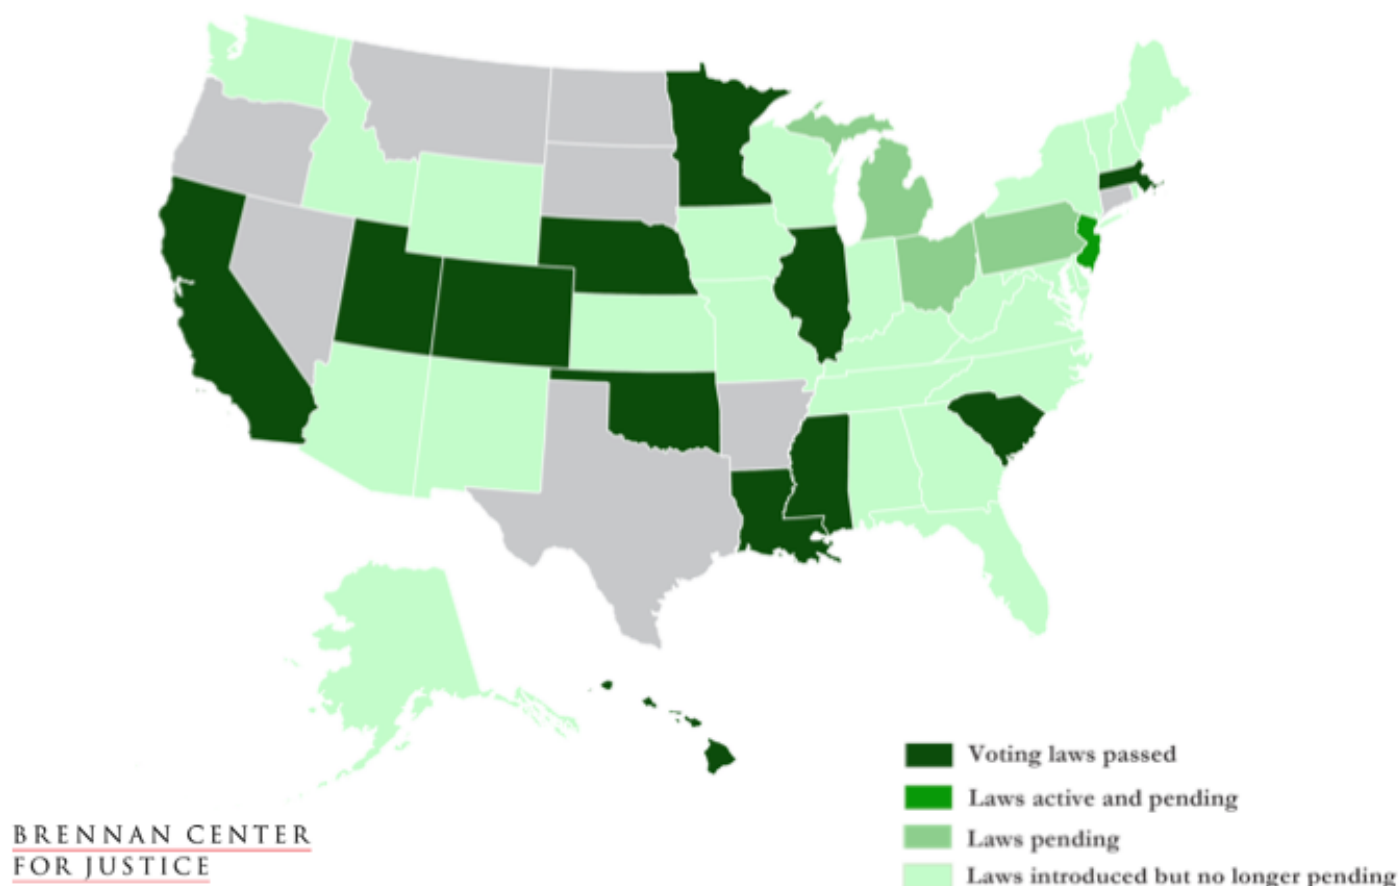 Voting laws passed
Laws active and pending
Laws pending
Laws introduced but no longer pending
BRENNAN CENTER
FOR JUSTICE